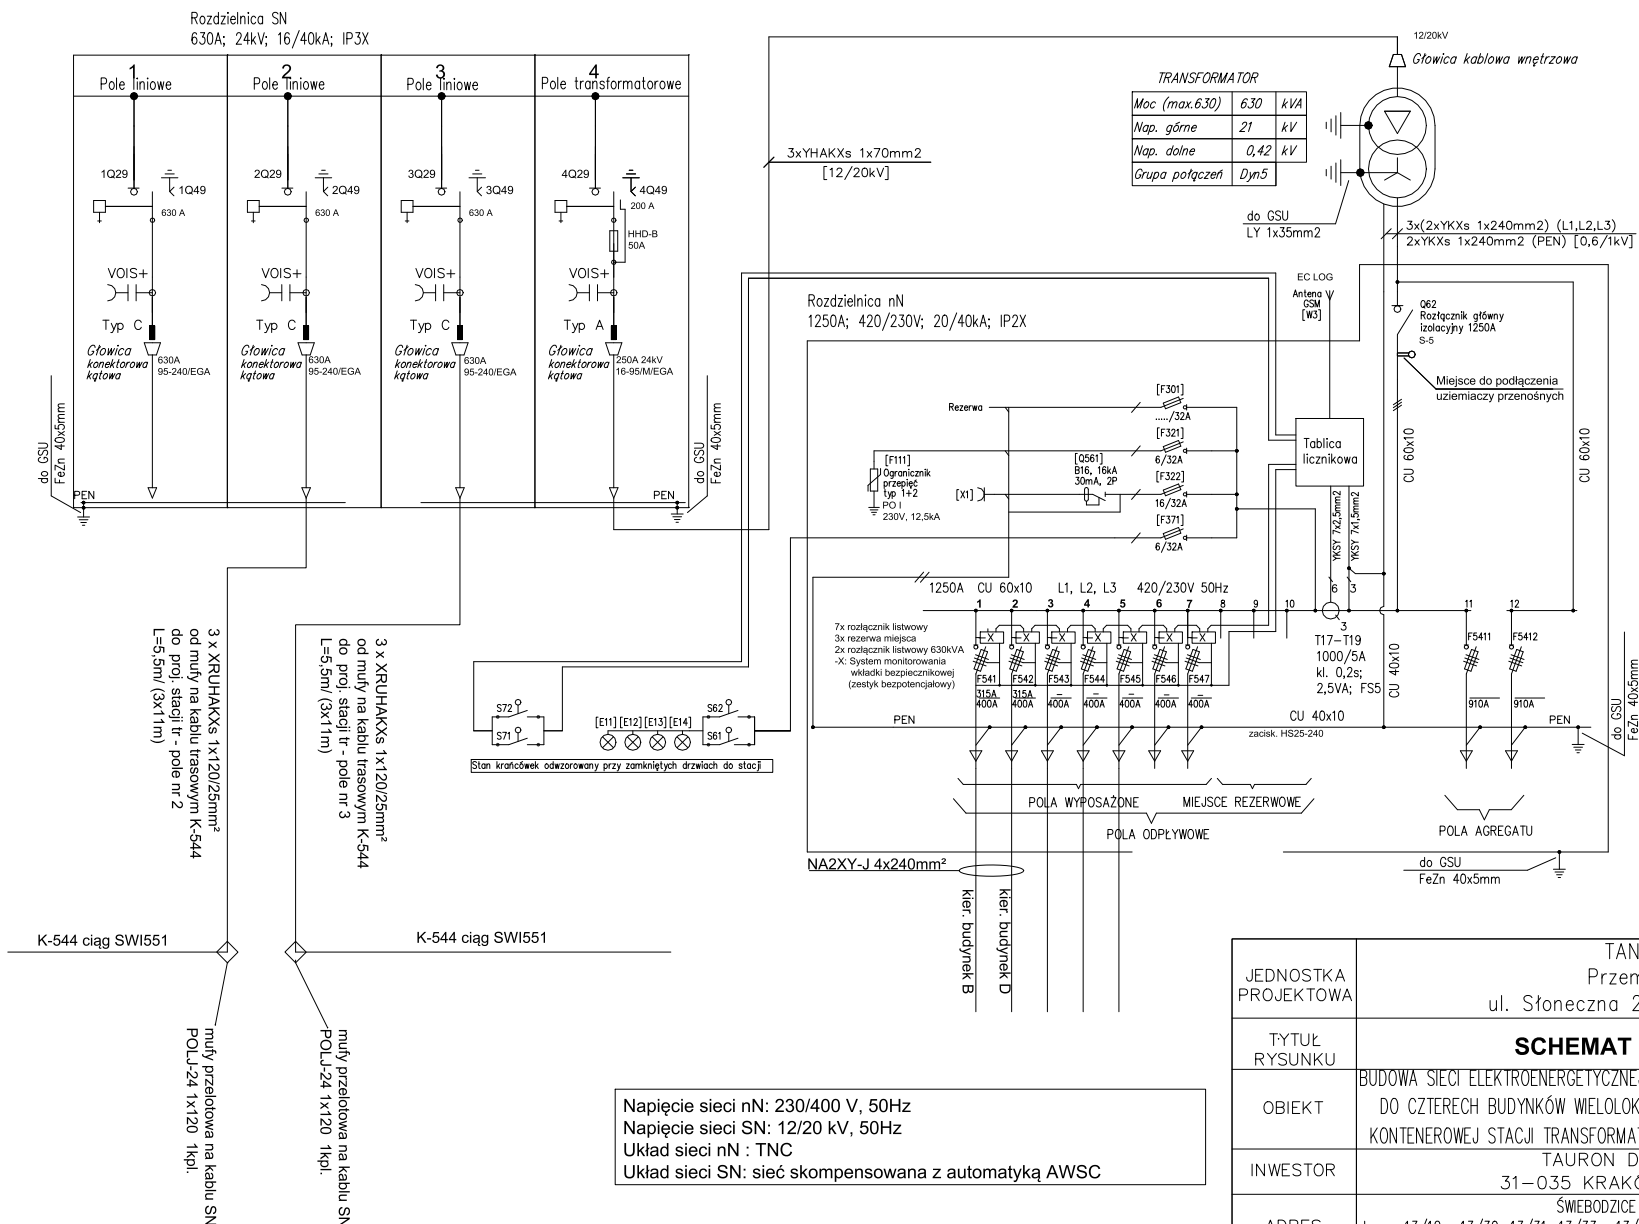 Rozdzielnica SN
630A; 24kV; 16/40kA; IP3X
1
Pole liniowe
2
Pole liniowe
3
Pole liniowe
4
Pole transformatorowe
1Q29
1Q49
630 A
2Q29
2Q49
630 A
3Q29
3Q49
630 A
4Q29
4Q49
200 A
HHD-B
50A
VOIS+
VOIS+
VOIS+
VOIS+
Typ C
Typ C
Typ C
Typ A
Głowica
konektorowa
kątowa
630A
95-240/EGA
Głowica
konektorowa
kątowa
630A
95-240/EGA
Głowica
konektorowa
kątowa
630A
95-240/EGA
Głowica
konektorowa
kątowa
250A 24kV
16-95/M/EGA
do GSU
FeZn 40x5mm
do GSU
FeZn 40x5mm
PEN
PEN
3xYHAKXs 1x70mm2
[12/20kV]
TRANSFORMATOR
Moc (max.630) 630 kVA
Nap. górne 21 kV
Nap. dolne 0,42 kV
Grupa połączeń Dyn5
12/20kV
Głowica kablowa wnętrzowa
do GSU
LY 1x35mm2
3x(2xYKXs 1x240mm2) (L1,L2,L3)
2xYKXs 1x240mm2 (PEN) [0,6/1kV]
Rozdzielnica nN
1250A; 420/230V; 20/40kA; IP2X
EC LOG
Antena
GSM
[W3]
Q62
Rozłącznik główny
izolacyjny 1250A
S-5
Miejsce do podłączenia
uziemiaczy przenośnych
Rezerwa
[F301]
...../32A
[F321]
6/32A
[F111]
Ogranicznik
przepięć
typ 1+2
PO I
230V, 12,5kA
[X1]
[Q561]
B16, 16kA
30mA, 2P
[F322]
16/32A
[F371]
6/32A
Tablica
licznikowa
YKSY 7x2,5mm2
YKSY 7x1,5mm2
CU 60x10
CU 60x10
6
3
1250A CU 60x10 L1, L2, L3 420/230V 50Hz
1 2 3 4 5 6 7 8 9 10 11 12
7x rozłącznik listwowy
3x rezerwa miejsca
2x rozłącznik listwowy 630kVA
-X: System monitorowania
wkładki bezpiecznikowej
(zestyk bezpotencjałowy)
X X X X X X X
F541 F542 F543 F544 F545 F546 F547
315A 315A – – – – –
400A 400A 400A 400A 400A 400A 400A
3
T17-T19
1000/5A
kl. 0,2s;
2,5VA; FS5
CU 40x10
F5411
910A
F5412
910A
PEN
CU 40x10
zacisk. HS25-240
PEN
do GSU
FeZn 40x5mm
POLA WYPOSAŻONE
MIEJSCE REZERWOWE
POLA ODPŁYWOWE
POLA AGREGATU
do GSU
FeZn 40x5mm
S72
S71
[E11] [E12] [E13] [E14]
S62
S61
Stan krańcówek odwzorowany przy zamkniętych drzwiach do stacji
NA2XY-J 4x240mm²
kier. budynek B
kier. budynek D
3 x XRUHAKXs 1x120/25mm²
od mufy na kablu trasowym K-544
do proj. stacji tr - pole nr 2
L=5,5m/ (3x11m)
3 x XRUHAKXs 1x120/25mm²
od mufy na kablu trasowym K-544
do proj. stacji tr - pole nr 3
L=5,5m/ (3x11m)
K-544 ciąg SWI551
K-544 ciąg SWI551
mufy przelotowa na kablu SN
POLJ-24 1x120 1kpl.
mufy przelotowa na kablu SN
POLJ-24 1x120 1kpl.
Napięcie sieci nN: 230/400 V, 50Hz
Napięcie sieci SN: 12/20 kV, 50Hz
Układ sieci nN : TNC
Układ sieci SN: sieć skompensowana z automatyką AWSC
JEDNOSTKA
PROJEKTOWA
TAN
Przem
ul. Słoneczna 2
TYTUŁ
RYSUNKU
SCHEMAT
OBIEKT
BUDOWA SIECI ELEKTROENERGETYCZNE
DO CZTERECH BUDYNKÓW WIELOLOK
KONTENEROWEJ STACJI TRANSFORMA
INWESTOR
TAURON D
31-035 KRAKÓ
ŚWIEBODZICE